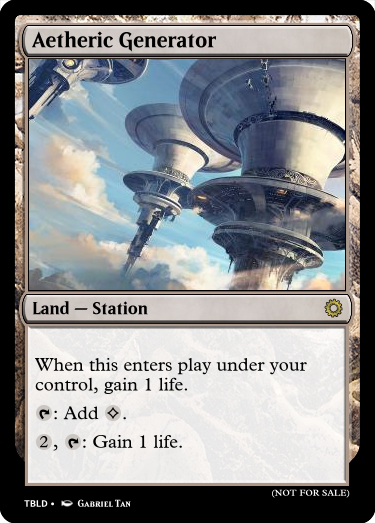 Aetheric Generator
Land — Station
When this enters play under your
control, gain 1 life.
: Add .
2, : Gain 1 life.
(NOT FOR SALE)
TBLD • GABRIEL TAN